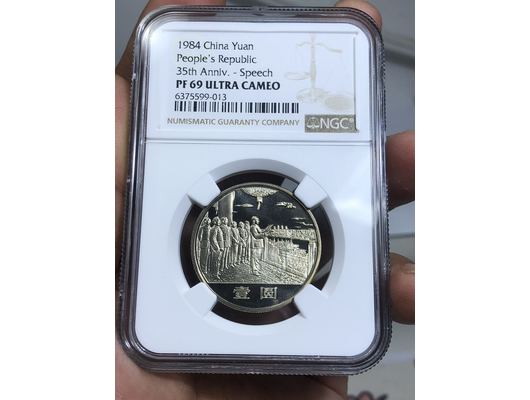 1984 China Yuan
People's Republic
35th Anniv. - Speech
PF 69 ULTRA CAMEO
6375599-013
NUMISMATIC GUARANTY COMPANY
NGC
壹圆